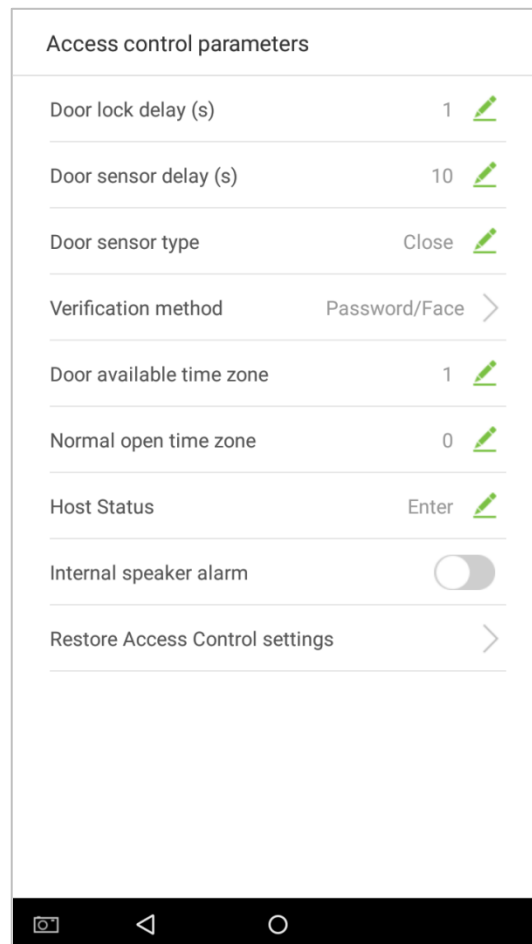 Access control parameters
Door lock delay (s) 1
Door sensor delay (s) 10
Door sensor type Close
Verification method Password/Face
Door available time zone 1
Normal open time zone 0
Host Status Enter
Internal speaker alarm
Restore Access Control settings